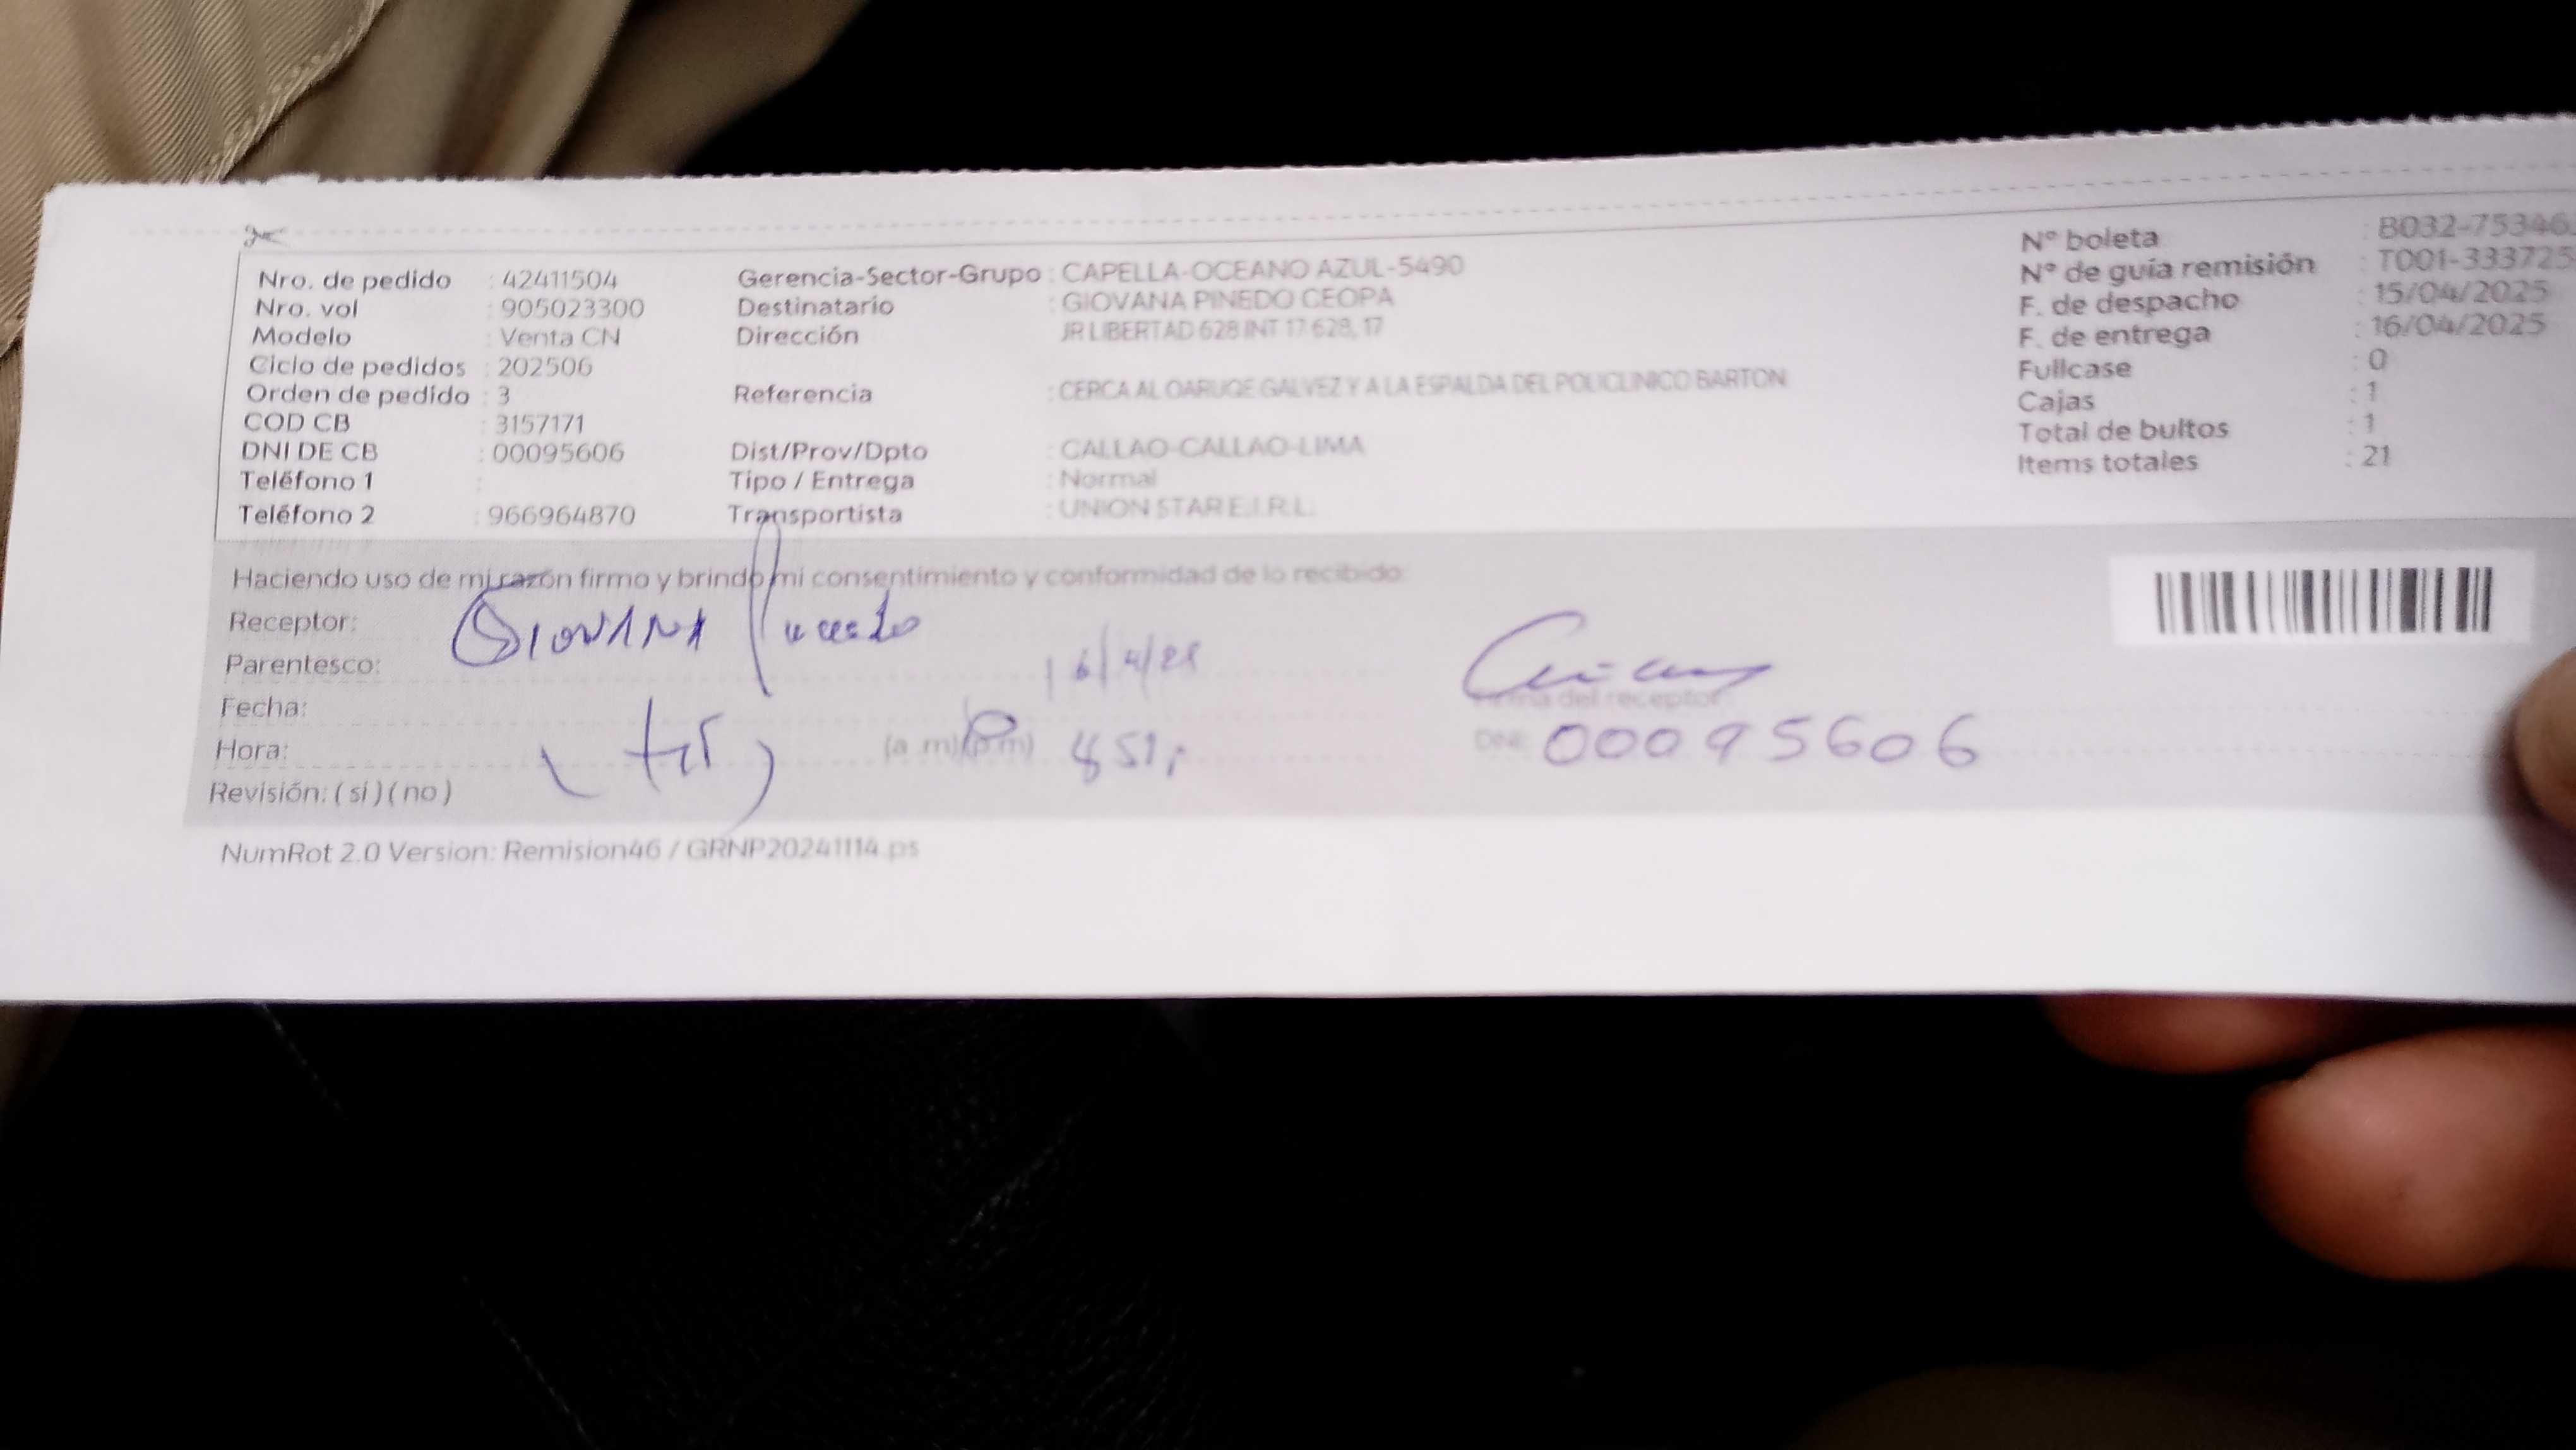 Nro. de pedido : 42411504
Nro. vol : 905023300
Modelo : Venta CN
Ciclo de pedidos : 202506
Orden de pedido : 3
COD CB : 3157171
DNI DE CB : 00095606
Teléfono 1 :
Teléfono 2 : 966964870
Gerencia-Sector-Grupo : CAPELLA-OCEANO AZUL-5490
Destinatario : GIOVANA PINEDO CEOPA
Dirección JR LIBERTAD 628 INT 17 628, 17
Referencia : CERCA AL OARUQE GALVEZ Y A LA ESPALDA DEL POLICLINICO BARTON
Dist/Prov/Dpto : CALLAO-CALLAO-LIMA
Tipo / Entrega : Normal
Transportista : UNION STAR E.I.R.L.
Nº boleta : B032-75346
Nº de guía remisión : T001-333725
F. de despacho : 15/04/2025
F. de entrega : 16/04/2025
Fullcase : 0
Cajas : 1
Total de bultos : 1
Items totales : 21
Haciendo uso de mi razón firmo y brindo mi consentimiento y conformidad de lo recibido:
Receptor: GIOVANA
Parentesco:
Fecha: 16/4/25
Hora: (a.m)(p.m) 851
Revisión: ( si ) ( no )
Firma del receptor
DNI: 00095606
NumRot 2.0 Version: Remision46 / GRNP20241114.ps